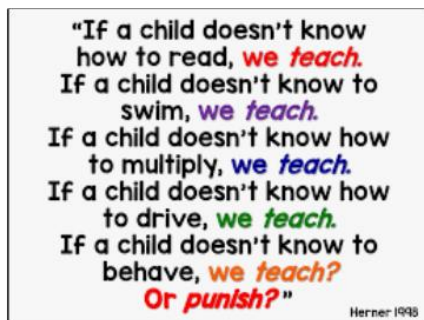 “If a child doesn't know
how to read, we teach.
If a child doesn't know to
swim, we teach.
If a child doesn't know how
to multiply, we teach.
If a child doesn't know how
to drive, we teach.
If a child doesn't know to
behave, we teach?
Or punish?”
Herner 1998